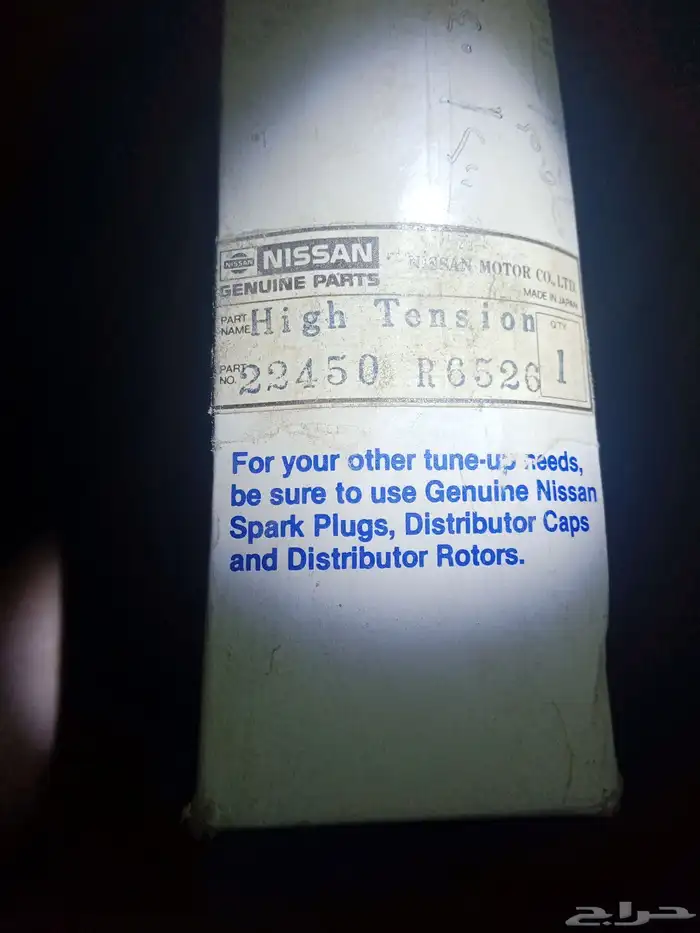 NISSAN NISSAN NISSAN MOTOR CO., LTD.
GENUINE PARTS MADE IN JAPAN
PART NAME High Tension QTY
PART NO. 22450 R6526 1
For your other tune-up needs,
be sure to use Genuine Nissan
Spark Plugs, Distributor Caps
and Distributor Rotors.
حراج